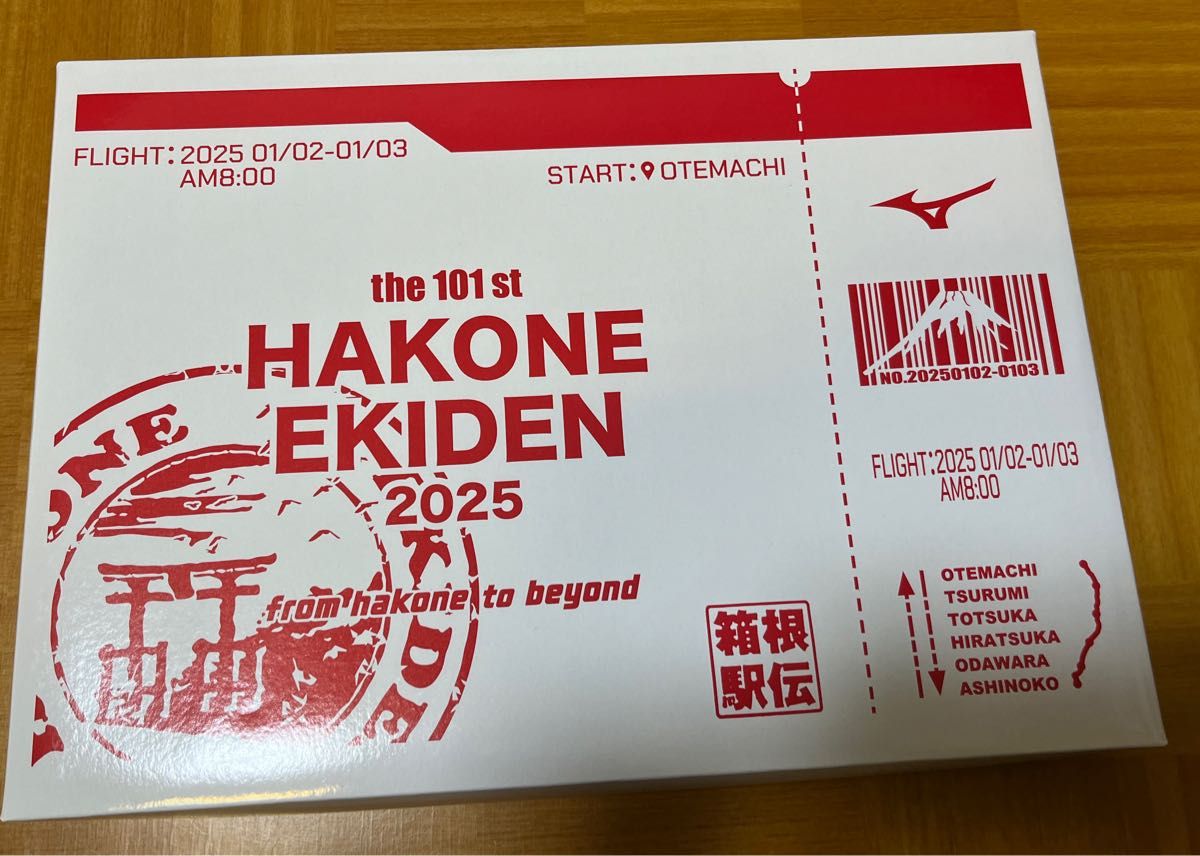 FLIGHT: 2025 01/02-01/03
AM8:00
START: OTEMACHI
the 101 st
HAKONE
EKIDEN
2025
from hakone to beyond
箱根
駅伝
NO.20250102-0103
FLIGHT:2025 01/02-01/03
AM8:00
OTEMACHI
TSURUMI
TOTSUKA
HIRATSUKA
ODAWARA
ASHINOKO